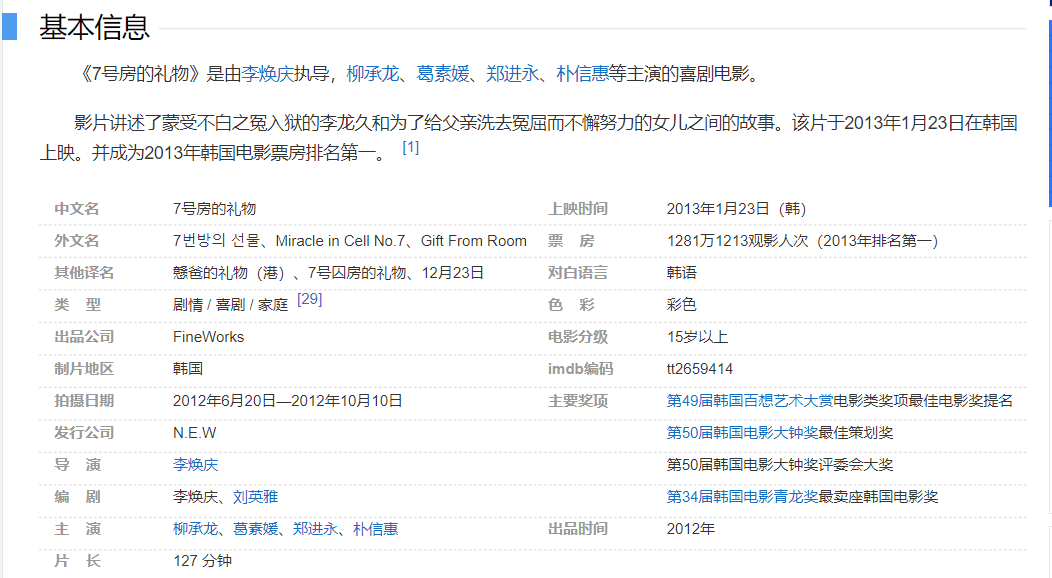 基本信息
《7号房的礼物》是由李焕庆执导，柳承龙、葛素媛、郑进永、朴信惠等主演的喜剧电影。
影片讲述了蒙受不白之冤入狱的李龙久和为了给父亲洗去冤屈而不懈努力的女儿之间的故事。该片于2013年1月23日在韩国
上映。并成为2013年韩国电影票房排名第一。 [1]
中文名 7号房的礼物 上映时间 2013年1月23日（韩）
外文名 7번방의 선물、Miracle in Cell No.7、Gift From Room 票 房 1281万1213观影人次（2013年排名第一）
其他译名 戆爸的礼物（港）、7号囚房的礼物、12月23日 对白语言 韩语
类 型 剧情 / 喜剧 / 家庭 [29] 色 彩 彩色
出品公司 FineWorks 电影分级 15岁以上
制片地区 韩国 imdb编码 tt2659414
拍摄日期 2012年6月20日—2012年10月10日 主要奖项 第49届韩国百想艺术大赏电影类奖项最佳电影奖提名
发行公司 N.E.W 第50届韩国电影大钟奖最佳策划奖
导 演 李焕庆 第50届韩国电影大钟奖评委会大奖
编 剧 李焕庆、刘英雅 第34届韩国电影青龙奖最卖座韩国电影奖
主 演 柳承龙、葛素媛、郑进永、朴信惠 出品时间 2012年
片 长 127 分钟